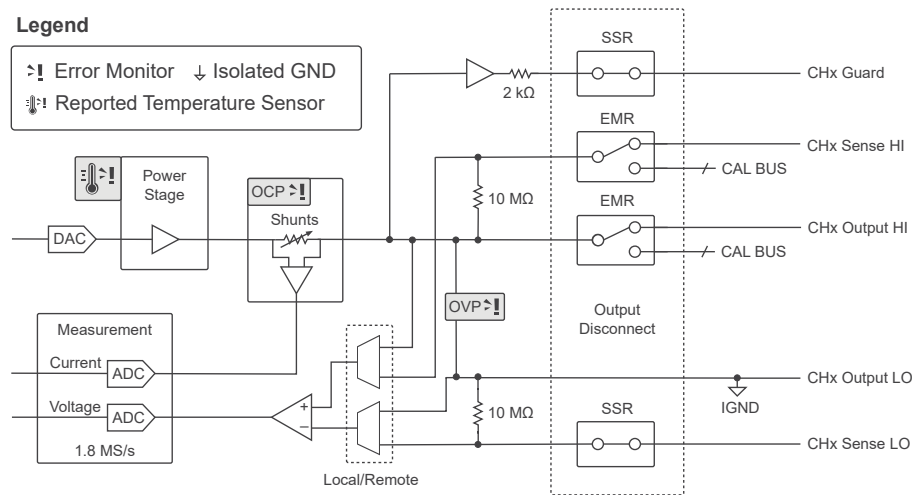 Legend
Error Monitor
Isolated GND
Reported Temperature Sensor
SSR
2 kΩ
CHx Guard
EMR
CHx Sense HI
CAL BUS
10 MΩ
EMR
CHx Output HI
CAL BUS
Power
Stage
OCP
Shunts
DAC
OVP
Output
Disconnect
Measurement
Current
ADC
Voltage
ADC
1.8 MS/s
+
−
Local/Remote
10 MΩ
CHx Output LO
IGND
SSR
CHx Sense LO